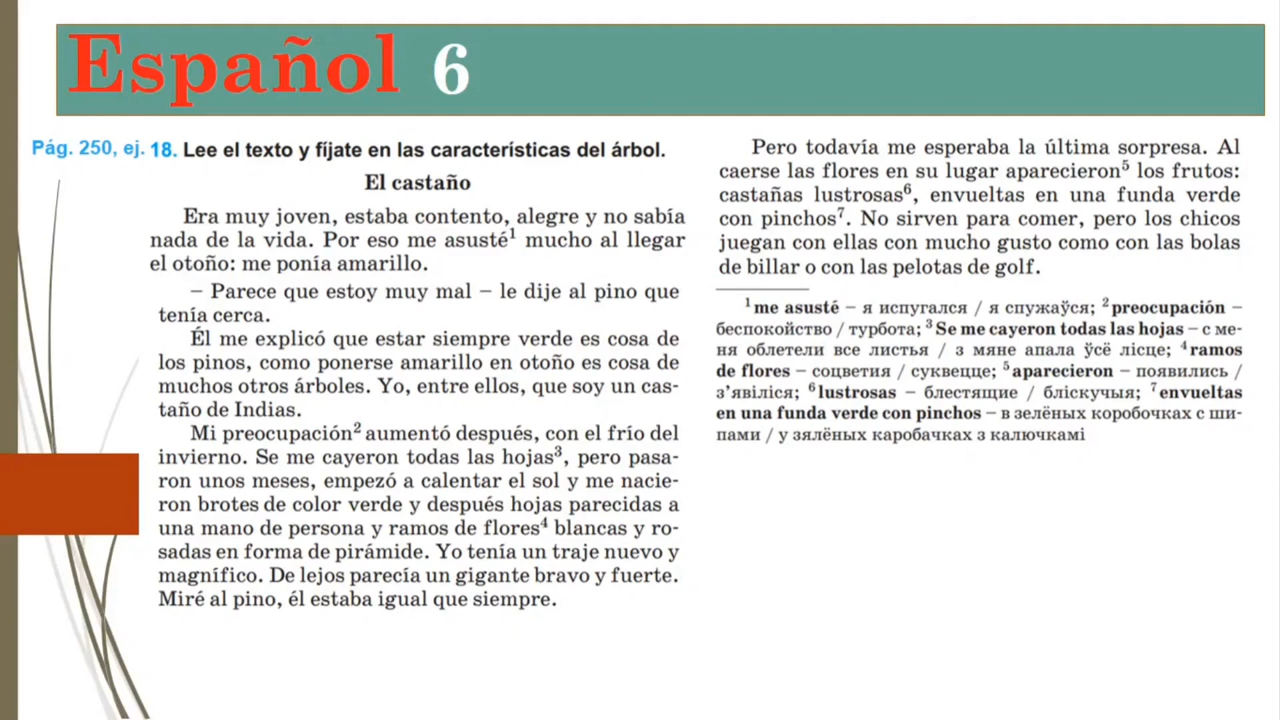 Español 6
Pág. 250, ej. 18. Lee el texto y fíjate en las características del árbol.
El castaño
Era muy joven, estaba contento, alegre y no sabía
nada de la vida. Por eso me asusté¹ mucho al llegar
el otoño: me ponía amarillo.
– Parece que estoy muy mal – le dije al pino que
tenía cerca.
Él me explicó que estar siempre verde es cosa de
los pinos, como ponerse amarillo en otoño es cosa de
muchos otros árboles. Yo, entre ellos, que soy un cas-
taño de Indias.
Mi preocupación² aumentó después, con el frío del
invierno. Se me cayeron todas las hojas³, pero pasa-
ron unos meses, empezó a calentar el sol y me nacie-
ron brotes de color verde y después hojas parecidas a
una mano de persona y ramos de flores⁴ blancas y ro-
sadas en forma de pirámide. Yo tenía un traje nuevo y
magnífico. De lejos parecía un gigante bravo y fuerte.
Miré al pino, él estaba igual que siempre.
Pero todavía me esperaba la última sorpresa. Al
caerse las flores en su lugar aparecieron⁵ los frutos:
castañas lustrosas⁶, envueltas en una funda verde
con pinchos⁷. No sirven para comer, pero los chicos
juegan con ellas con mucho gusto como con las bolas
de billar o con las pelotas de golf.
¹ me asusté – я испугался / я спужаўся; ² preocupación –
беспокойство / турбота; ³ Se me cayeron todas las hojas – с ме-
ня облетели все листья / з мяне апала ўсё лісце; ⁴ ramos
de flores – соцветия / суквецце; ⁵ aparecieron – появились /
з’явіліся; ⁶ lustrosas – блестящие / бліскучыя; ⁷ envueltas
en una funda verde con pinchos – в зелёных коробочках с ши-
пами / у зялёных каробачках з калючкамі